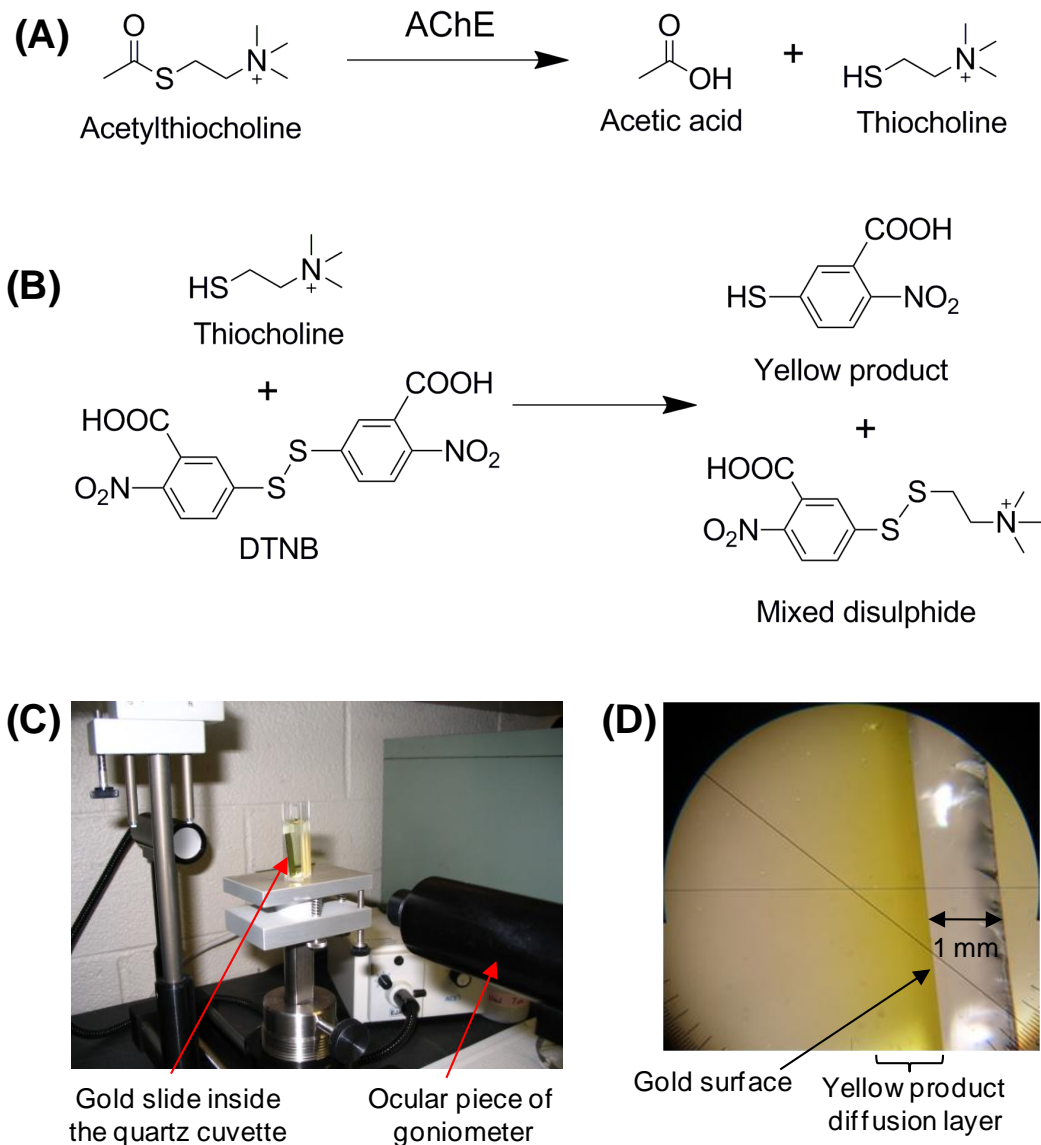 (A)
O
S
N
+
Acetylthiocholine
AChE
O
OH
Acetic acid
+
HS
N
+
Thiocholine
(B)
HS
N
+
Thiocholine
+
HOOC
O2N
S
S
COOH
NO2
DTNB
COOH
HS
NO2
Yellow product
+
HOOC
O2N
S
S
N
+
Mixed disulphide
(C)
Gold slide inside
the quartz cuvette
Ocular piece of
goniometer
(D)
1 mm
Gold surface
Yellow product
diffusion layer